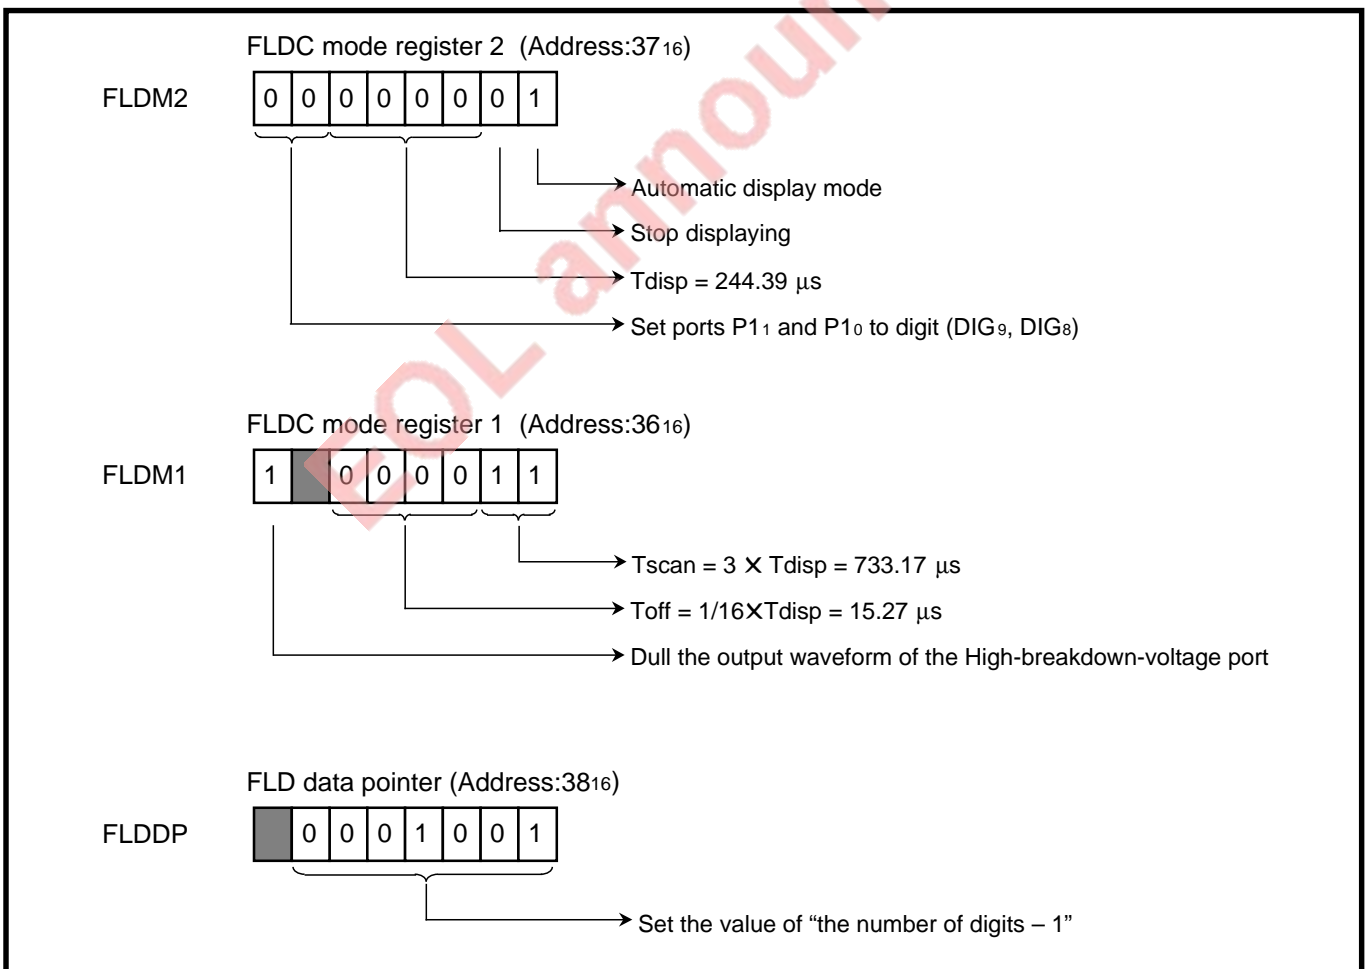 FLDC mode register 2 (Address:3716)
FLDM2 0 0 0 0 0 0 0 1
Automatic display mode
Stop displaying
Tdisp = 244.39 μs
Set ports P11 and P10 to digit (DIG9, DIG8)
FLDC mode register 1 (Address:3616)
FLDM1 1 0 0 0 0 1 1
Tscan = 3 × Tdisp = 733.17 μs
Toff = 1/16×Tdisp = 15.27 μs
Dull the output waveform of the High-breakdown-voltage port
FLD data pointer (Address:3816)
FLDDP 0 0 0 1 0 0 1
Set the value of “the number of digits – 1”
EOL announ